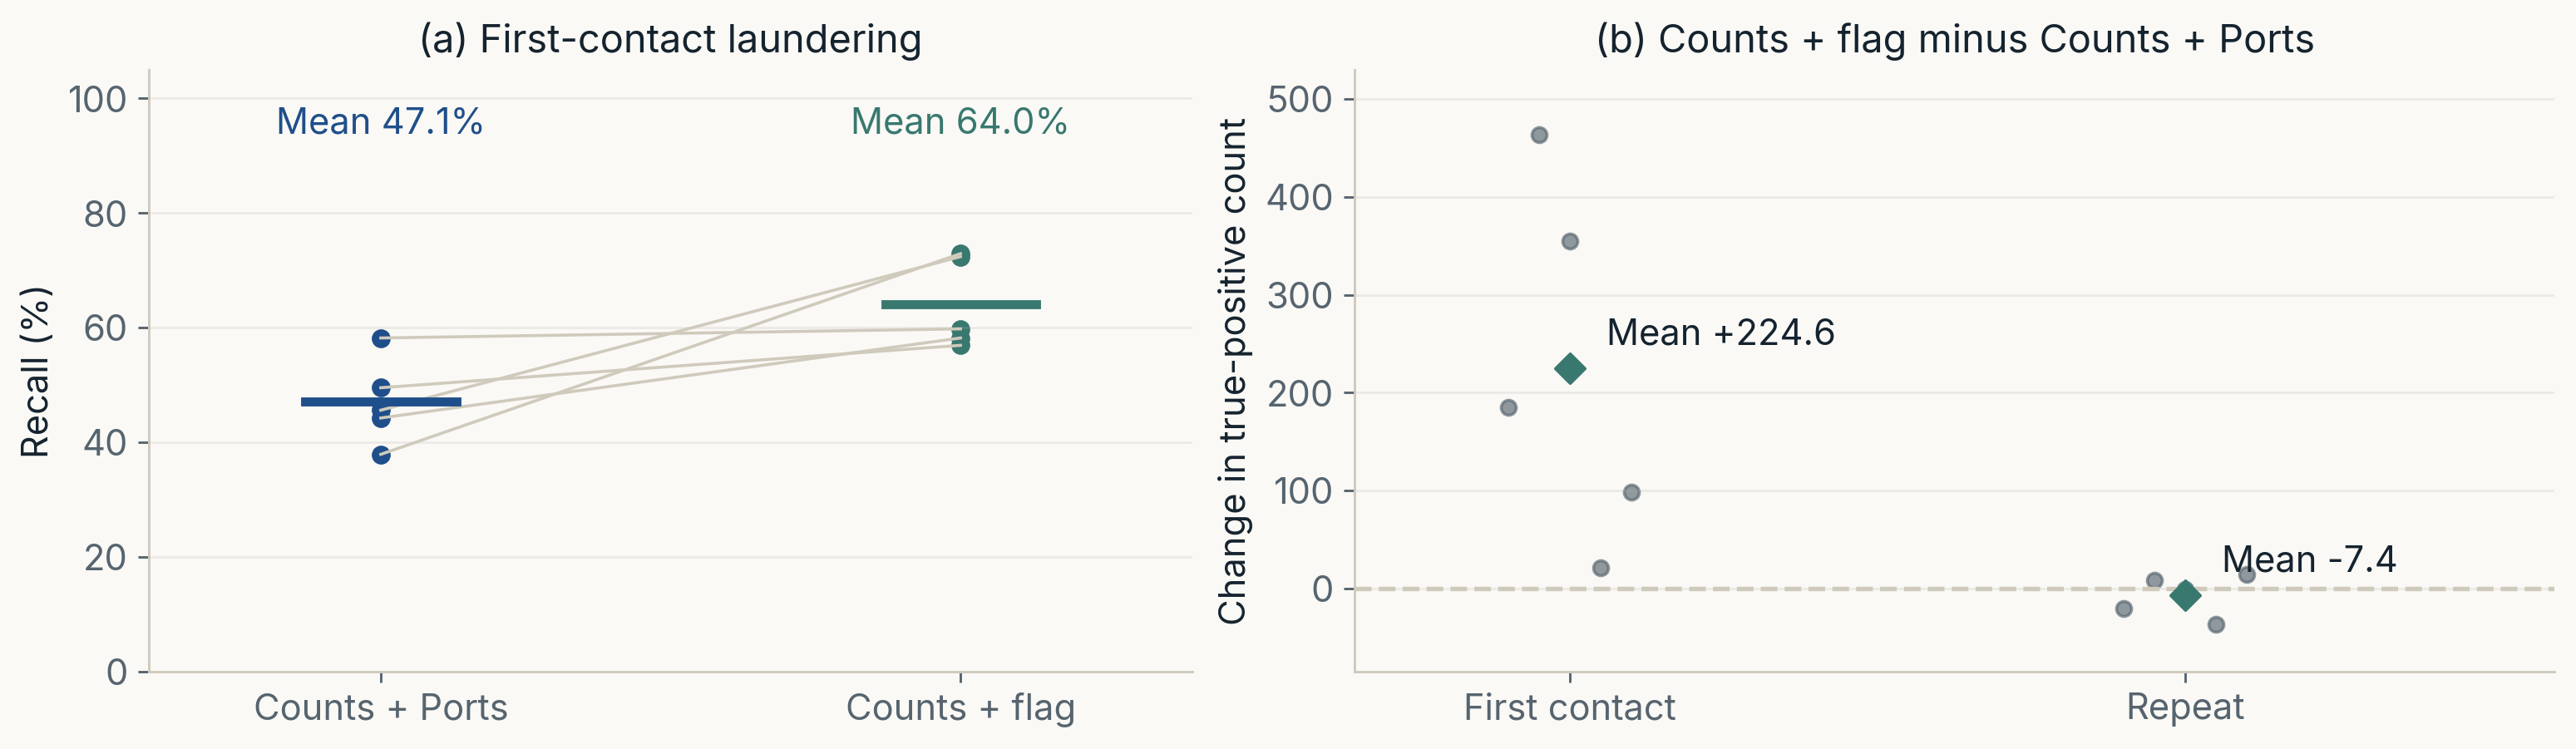 (a) First-contact laundering
Recall (%)
100
80
60
40
20
0
Mean 47.1%
Mean 64.0%
Counts + Ports
Counts + flag
(b) Counts + flag minus Counts + Ports
Change in true-positive count
500
400
300
200
100
0
Mean +224.6
Mean -7.4
First contact
Repeat